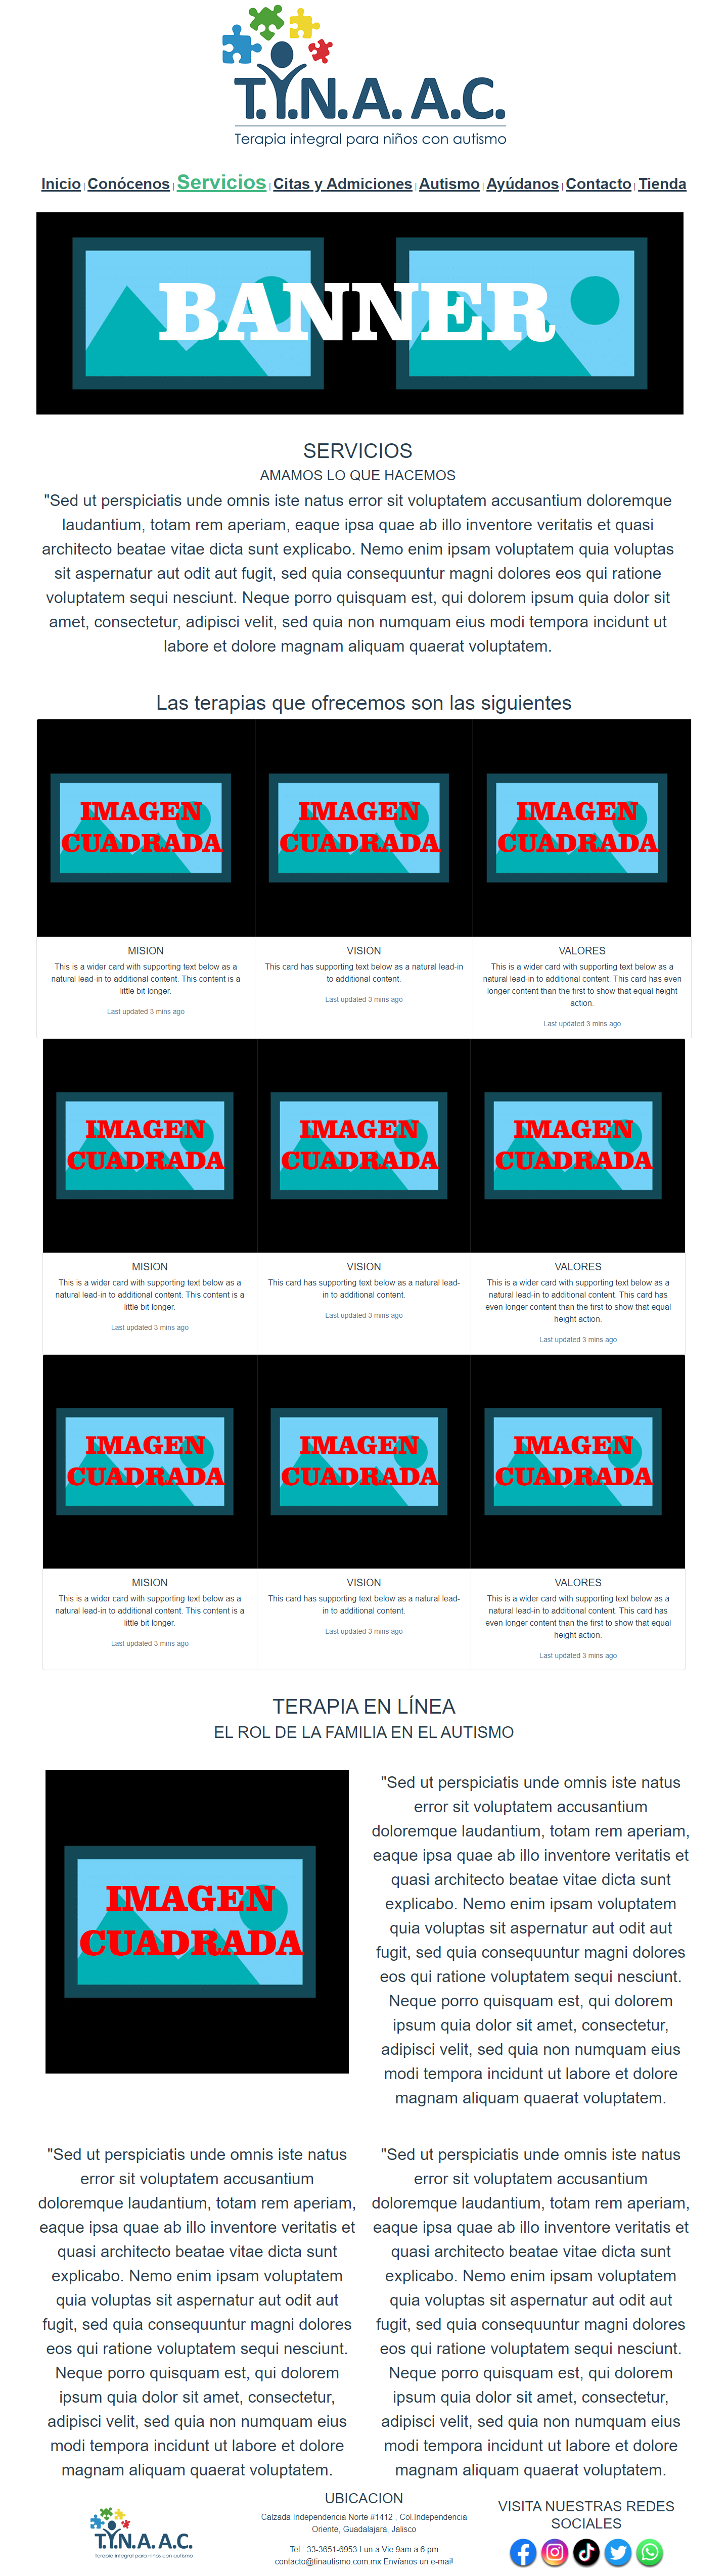 T.Y.N.A. A.C.
Terapia integral para niños con autismo
Inicio | Conócenos | Servicios | Citas y Admiciones | Autismo | Ayúdanos | Contacto | Tienda
BANNER
SERVICIOS
AMAMOS LO QUE HACEMOS
"Sed ut perspiciatis unde omnis iste natus error sit voluptatem accusantium doloremque
laudantium, totam rem aperiam, eaque ipsa quae ab illo inventore veritatis et quasi
architecto beatae vitae dicta sunt explicabo. Nemo enim ipsam voluptatem quia voluptas
sit aspernatur aut odit aut fugit, sed quia consequuntur magni dolores eos qui ratione
voluptatem sequi nesciunt. Neque porro quisquam est, qui dolorem ipsum quia dolor sit
amet, consectetur, adipisci velit, sed quia non numquam eius modi tempora incidunt ut
labore et dolore magnam aliquam quaerat voluptatem.
Las terapias que ofrecemos son las siguientes
IMAGEN
CUADRADA
IMAGEN
CUADRADA
IMAGEN
CUADRADA
MISION
This is a wider card with supporting text below as a
natural lead-in to additional content. This content is a
little bit longer.
Last updated 3 mins ago
VISION
This card has supporting text below as a natural lead-in
to additional content.
Last updated 3 mins ago
VALORES
This is a wider card with supporting text below as a
natural lead-in to additional content. This card has even
longer content than the first to show that equal height
action.
Last updated 3 mins ago
IMAGEN
CUADRADA
IMAGEN
CUADRADA
IMAGEN
CUADRADA
MISION
This is a wider card with supporting text below as a
natural lead-in to additional content. This content is a
little bit longer.
Last updated 3 mins ago
VISION
This card has supporting text below as a natural lead-
in to additional content.
Last updated 3 mins ago
VALORES
This is a wider card with supporting text below as a
natural lead-in to additional content. This card has
even longer content than the first to show that equal
height action.
Last updated 3 mins ago
IMAGEN
CUADRADA
IMAGEN
CUADRADA
IMAGEN
CUADRADA
MISION
This is a wider card with supporting text below as a
natural lead-in to additional content. This content is a
little bit longer.
Last updated 3 mins ago
VISION
This card has supporting text below as a natural lead-
in to additional content.
Last updated 3 mins ago
VALORES
This is a wider card with supporting text below as a
natural lead-in to additional content. This card has
even longer content than the first to show that equal
height action.
Last updated 3 mins ago
TERAPIA EN LÍNEA
EL ROL DE LA FAMILIA EN EL AUTISMO
IMAGEN
CUADRADA
"Sed ut perspiciatis unde omnis iste natus
error sit voluptatem accusantium
doloremque laudantium, totam rem aperiam,
eaque ipsa quae ab illo inventore veritatis et
quasi architecto beatae vitae dicta sunt
explicabo. Nemo enim ipsam voluptatem
quia voluptas sit aspernatur aut odit aut
fugit, sed quia consequuntur magni dolores
eos qui ratione voluptatem sequi nesciunt.
Neque porro quisquam est, qui dolorem
ipsum quia dolor sit amet, consectetur,
adipisci velit, sed quia non numquam eius
modi tempora incidunt ut labore et dolore
magnam aliquam quaerat voluptatem.
"Sed ut perspiciatis unde omnis iste natus
error sit voluptatem accusantium
doloremque laudantium, totam rem aperiam,
eaque ipsa quae ab illo inventore veritatis et
quasi architecto beatae vitae dicta sunt
explicabo. Nemo enim ipsam voluptatem
quia voluptas sit aspernatur aut odit aut
fugit, sed quia consequuntur magni dolores
eos qui ratione voluptatem sequi nesciunt.
Neque porro quisquam est, qui dolorem
ipsum quia dolor sit amet, consectetur,
adipisci velit, sed quia non numquam eius
modi tempora incidunt ut labore et dolore
magnam aliquam quaerat voluptatem.
"Sed ut perspiciatis unde omnis iste natus
error sit voluptatem accusantium
doloremque laudantium, totam rem aperiam,
eaque ipsa quae ab illo inventore veritatis et
quasi architecto beatae vitae dicta sunt
explicabo. Nemo enim ipsam voluptatem
quia voluptas sit aspernatur aut odit aut
fugit, sed quia consequuntur magni dolores
eos qui ratione voluptatem sequi nesciunt.
Neque porro quisquam est, qui dolorem
ipsum quia dolor sit amet, consectetur,
adipisci velit, sed quia non numquam eius
modi tempora incidunt ut labore et dolore
magnam aliquam quaerat voluptatem.
T.Y.N.A. A.C.
Terapia integral para niños con autismo
UBICACION
Calzada Independencia Norte #1412 , Col.Independencia
Oriente, Guadalajara, Jalisco
Tel.: 33-3651-6953 Lun a Vie 9am a 6 pm
contacto@tinautismo.com.mx Envíanos un e-mail
VISITA NUESTRAS REDES
SOCIALES